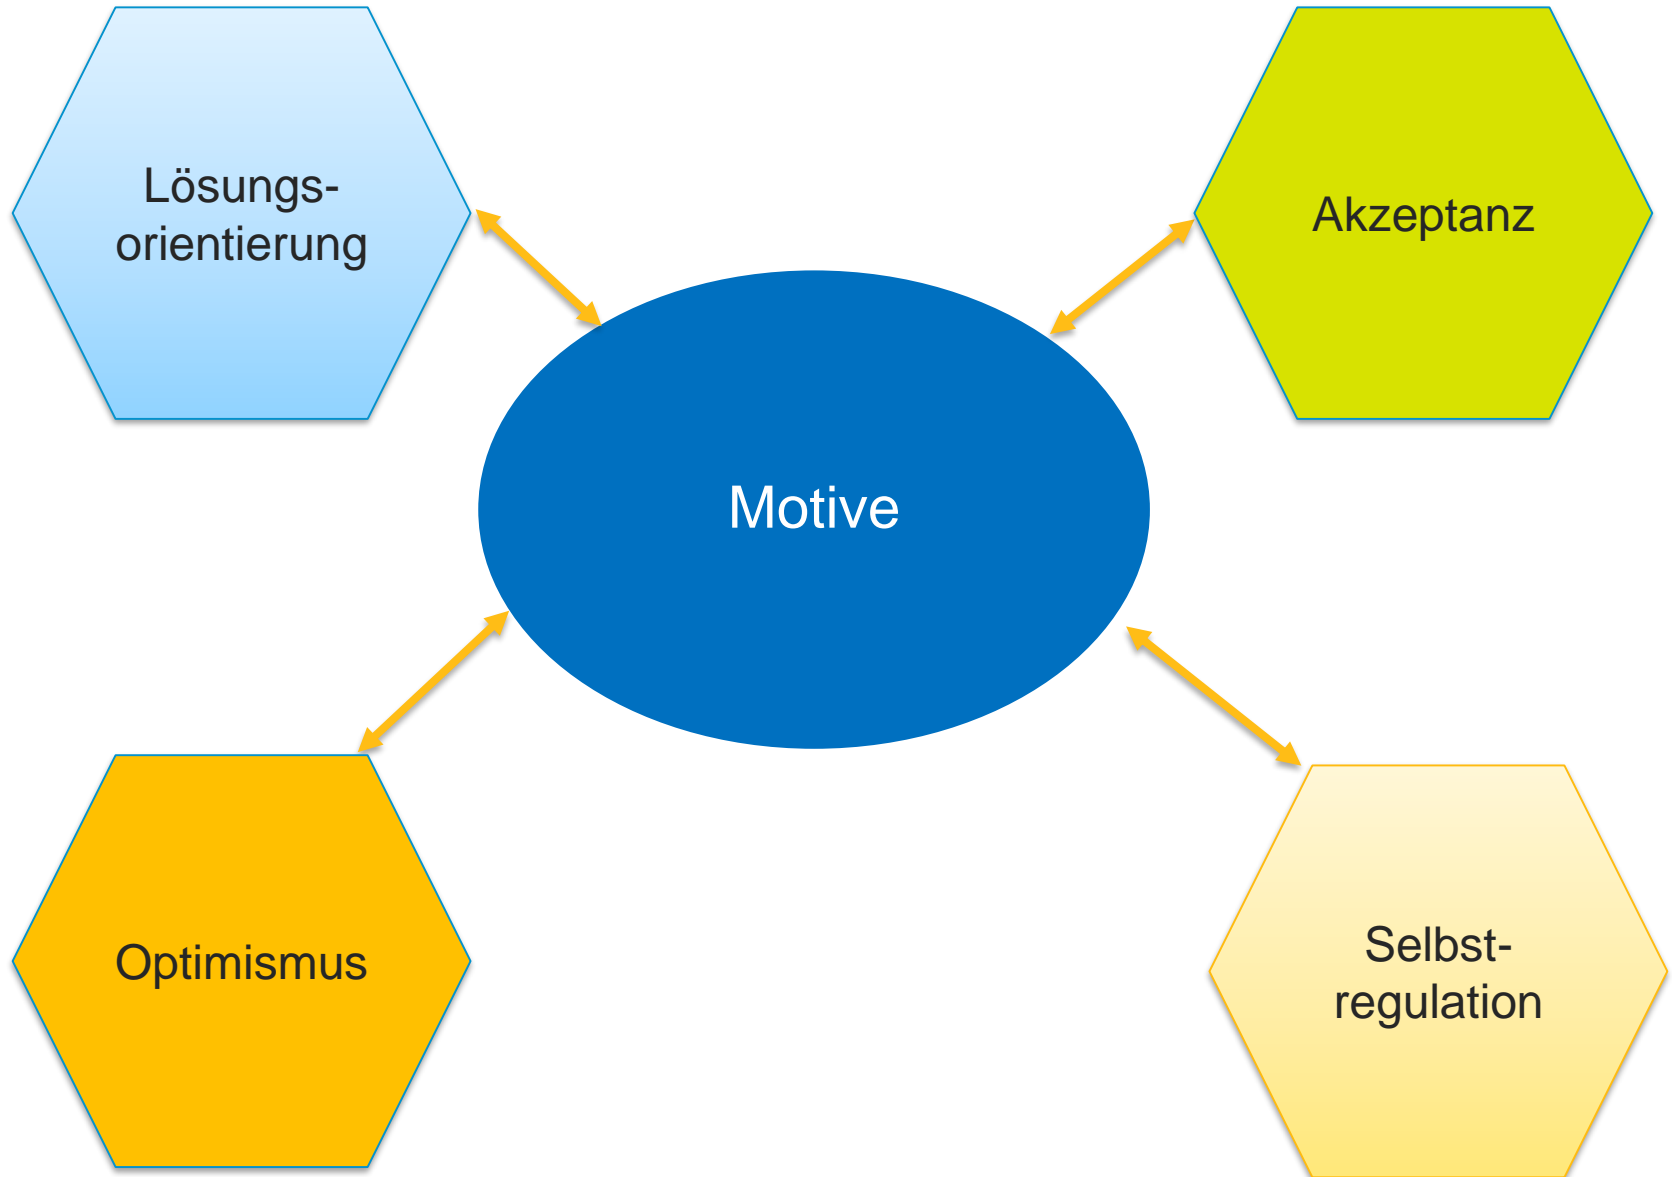 Lösungs-
orientierung
Akzeptanz
Motive
Optimismus
Selbst-
regulation